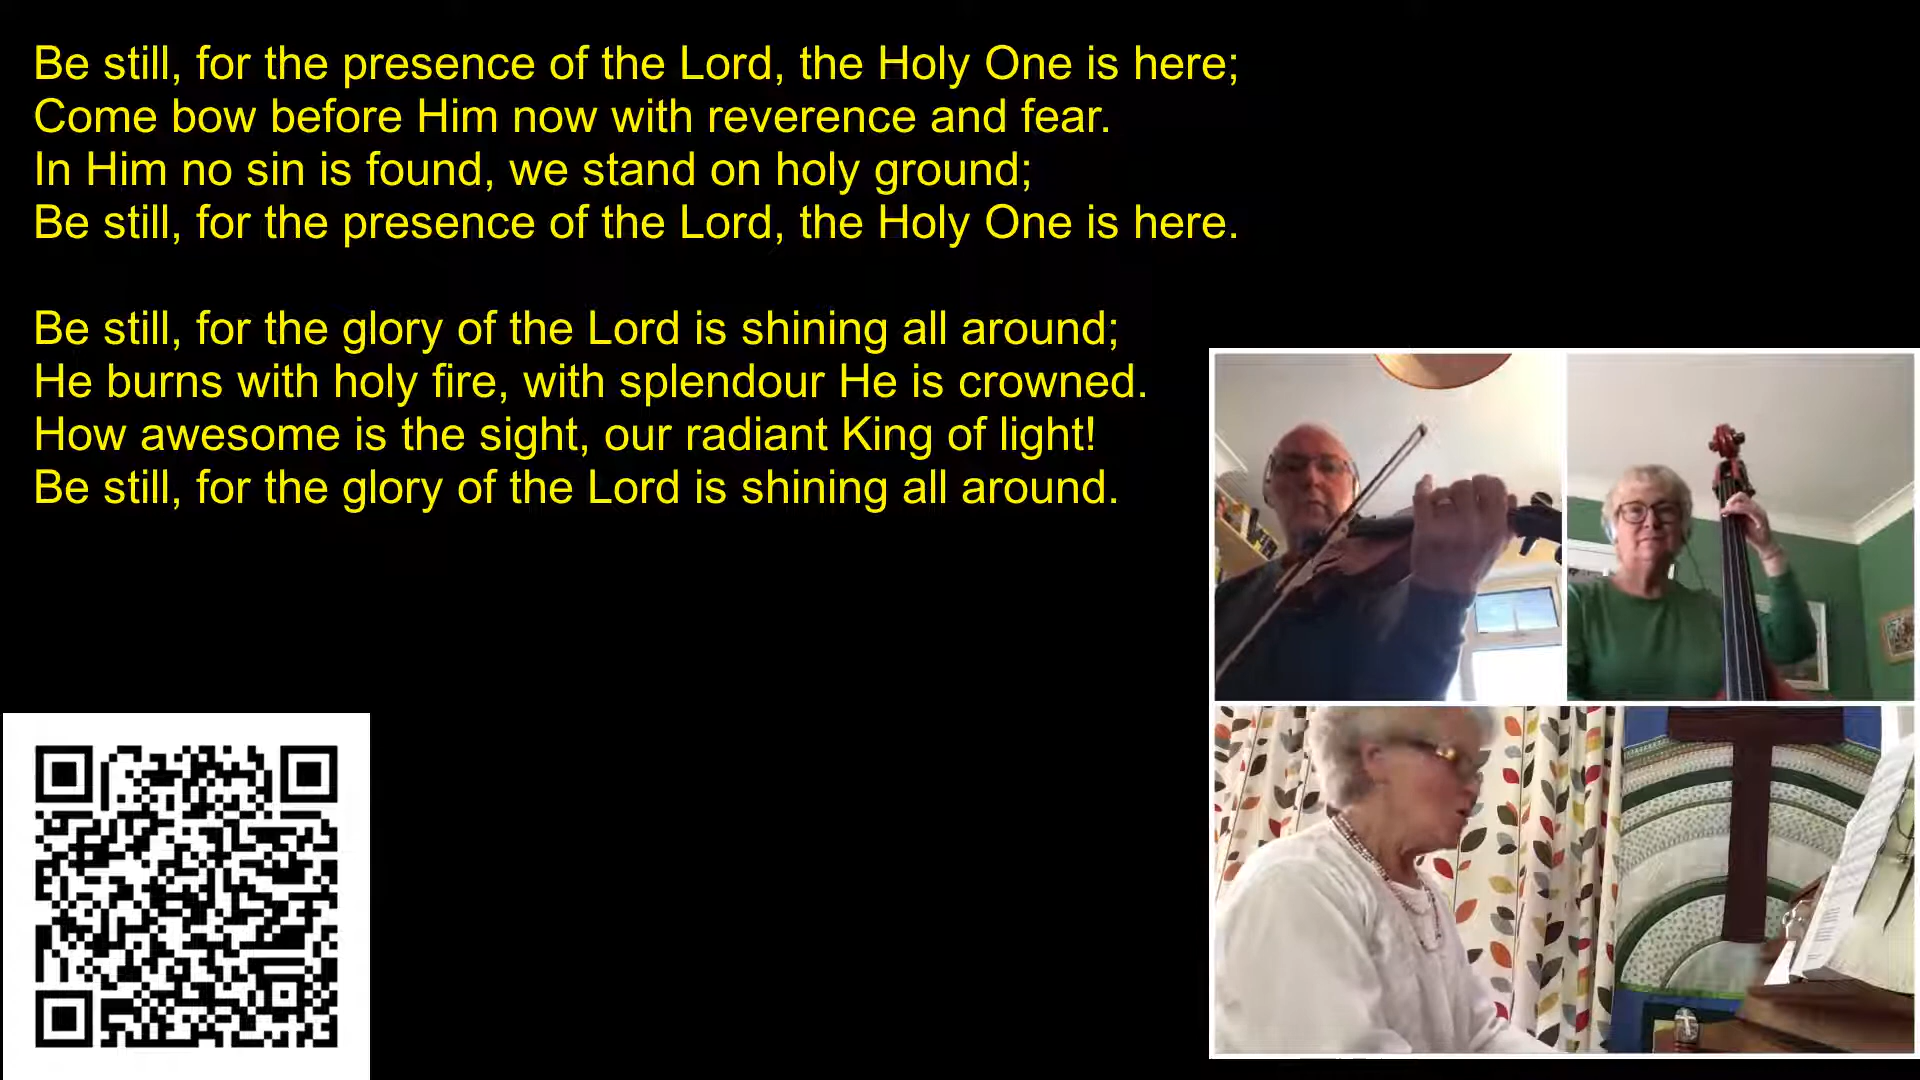 Be still, for the presence of the Lord, the Holy One is here;
Come bow before Him now with reverence and fear.
In Him no sin is found, we stand on holy ground;
Be still, for the presence of the Lord, the Holy One is here.
Be still, for the glory of the Lord is shining all around;
He burns with holy fire, with splendour He is crowned.
How awesome is the sight, our radiant King of light!
Be still, for the glory of the Lord is shining all around.